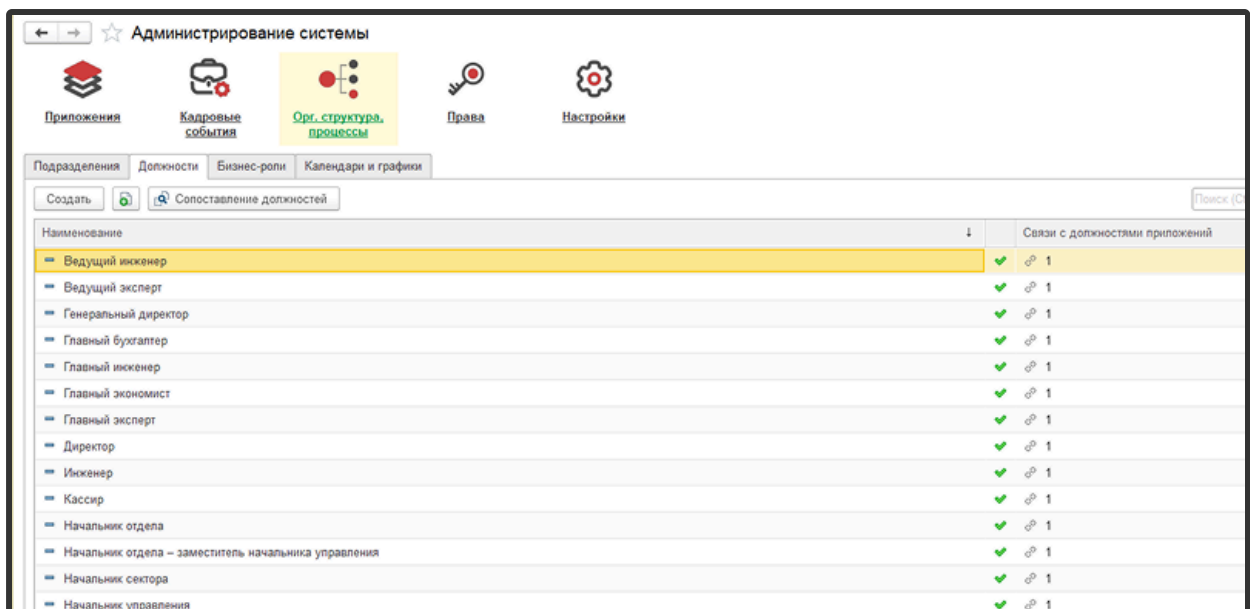 Администрирование системы
Приложения
Кадровые события
Орг. структура, процессы
Права
Настройки
Подразделения Должности Бизнес-роли Календари и графики
Создать Сопоставление должностей Поиск (C
Наименование ↓ Связи с должностями приложений
Ведущий инженер 1
Ведущий эксперт 1
Генеральный директор 1
Главный бухгалтер 1
Главный инженер 1
Главный экономист 1
Главный эксперт 1
Директор 1
Инженер 1
Кассир 1
Начальник отдела 1
Начальник отдела – заместитель начальника управления 1
Начальник сектора 1
Начальник управления 1